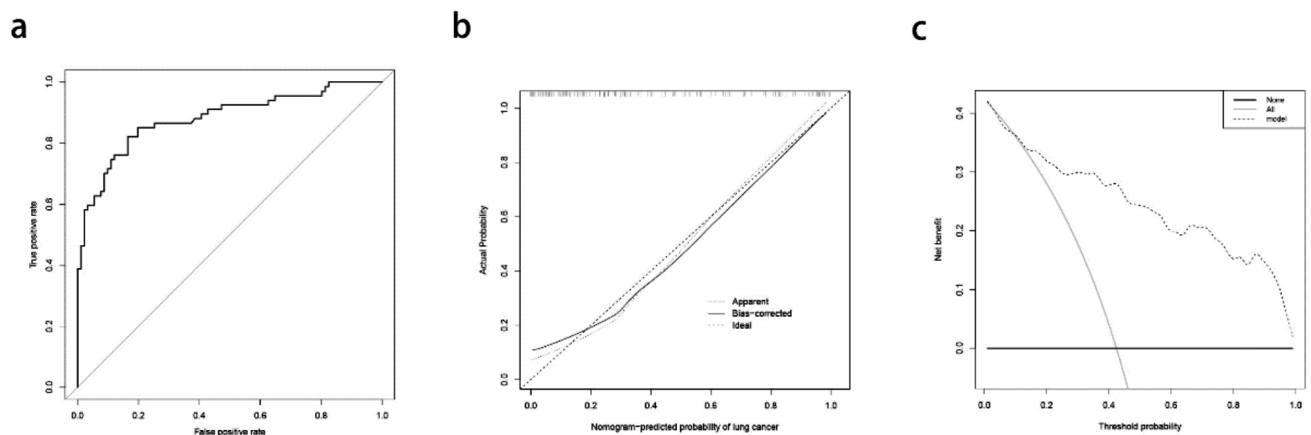 a
b
c
1.0
0.8
0.6
0.4
0.2
0.0
True positive rate
0.0 0.2 0.4 0.6 0.8 1.0
False positive rate
1.0
0.8
0.6
0.4
0.2
0.0
Actual Probability
Apparent
Bias-corrected
Ideal
0.0 0.2 0.4 0.6 0.8 1.0
Nomogram-predicted probability of lung cancer
None
All
model
0.4
0.3
0.2
0.1
0.0
Net benefit
0.0 0.2 0.4 0.6 0.8 1.0
Threshold probability